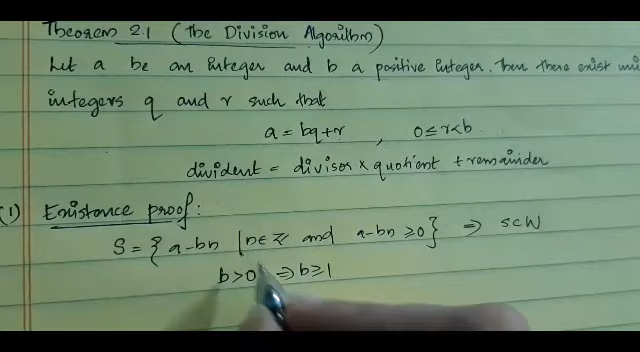 Theorem 2.1 (The Division Algorithm)
Let a be an integer and b a positive integer. Then there exist
integers q and r such that
a = bq + r , 0 ≤ r < b
divident = divisor × quotient + remainder
(1) Existance proof:
S = { a - bn | n ∈ ℤ and a - bn ≥ 0 } ⇒ S ⊂ W
b > 0 ⇒ b ≥ 1